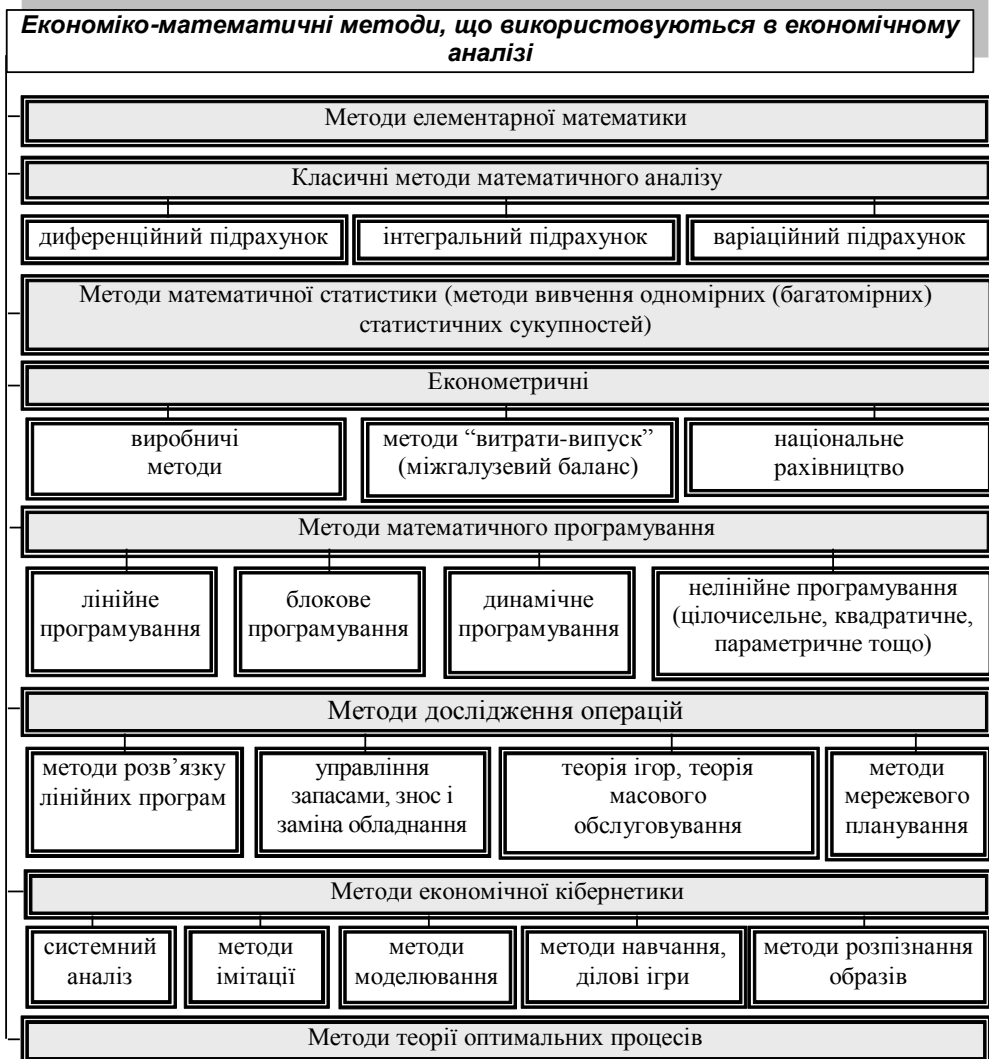 Економіко-математичні методи, що використовуються в економічному
аналізі
Методи елементарної математики
Класичні методи математичного аналізу
диференційний підрахунок
інтегральний підрахунок
варіаційний підрахунок
Методи математичної статистики (методи вивчення одномірних (багатомірних)
статистичних сукупностей)
Економетричні
виробничі
методи
методи “витрати-випуск”
(міжгалузевий баланс)
національне
рахівництво
Методи математичного програмування
лінійне
програмування
блокове
програмування
динамічне
програмування
нелінійне програмування
(цілочисельне, квадратичне,
параметричне тощо)
Методи дослідження операцій
методи розв’язку
лінійних програм
управління
запасами, знос і
заміна обладнання
теорія ігор, теорія
масового
обслуговування
методи
мережевого
планування
Методи економічної кібернетики
системний
аналіз
методи
імітації
методи
моделювання
методи навчання,
ділові ігри
методи розпізнання
образів
Методи теорії оптимальних процесів